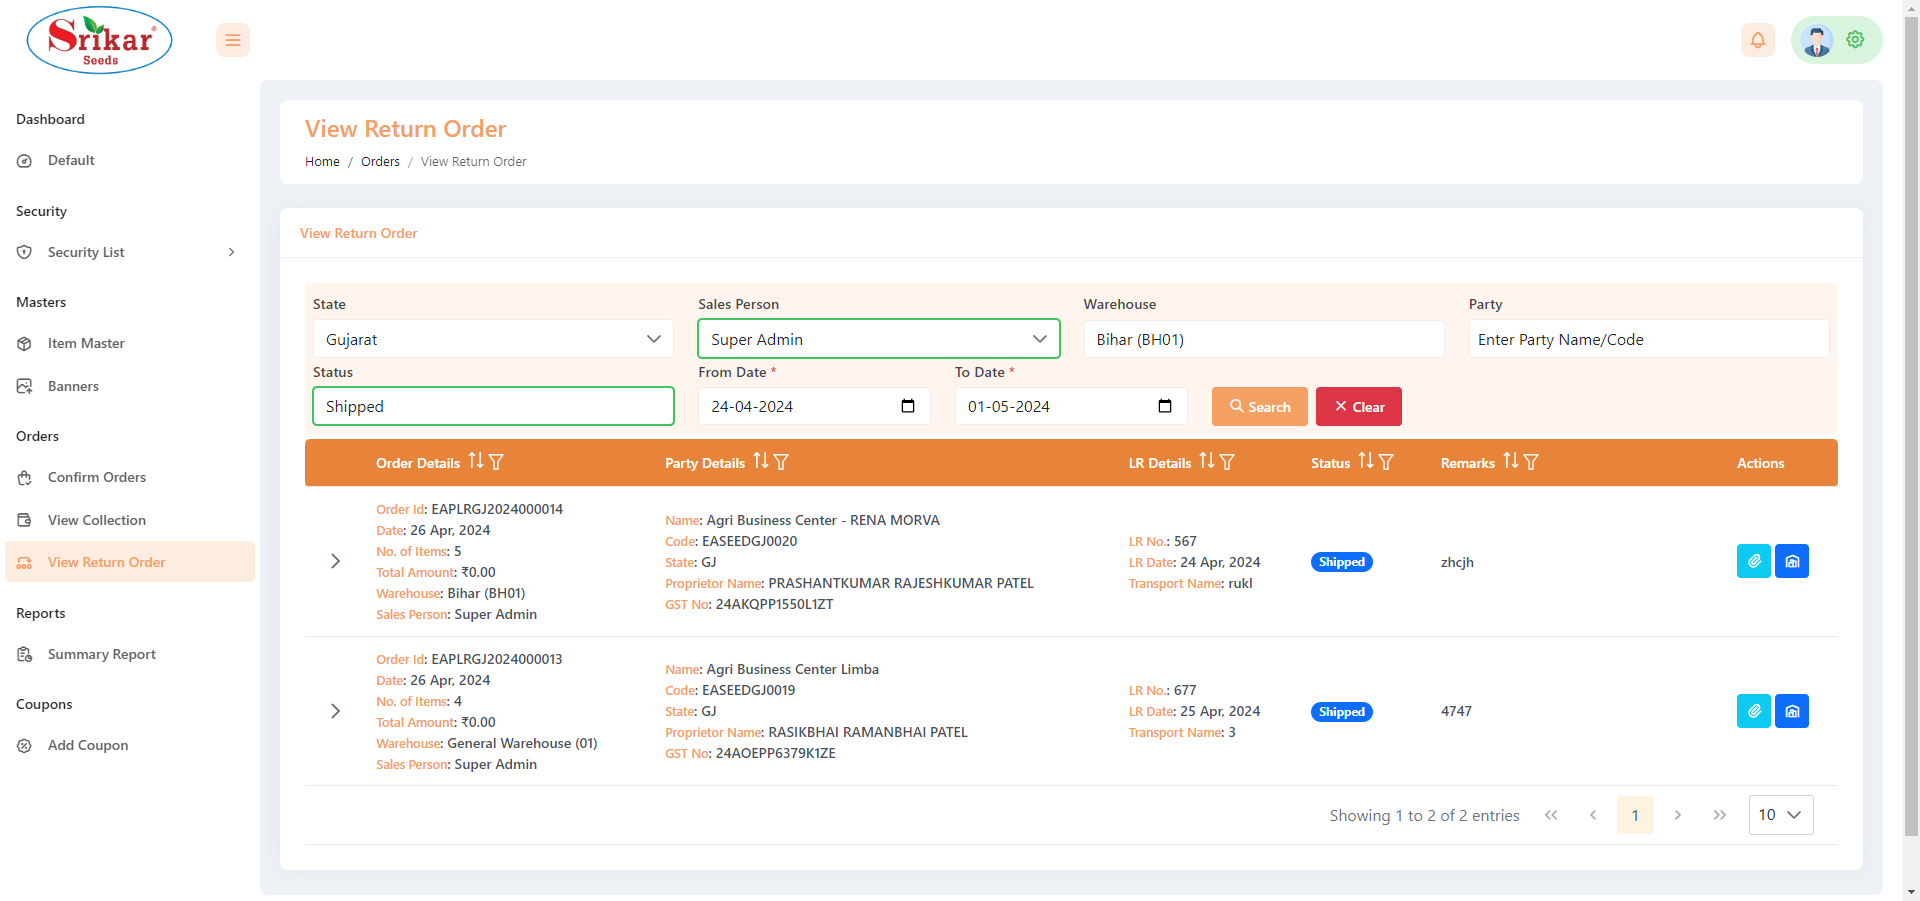 Srikar®
Seeds
Dashboard
Default
Security
Security List
Masters
Item Master
Banners
Orders
Confirm Orders
View Collection
View Return Order
Reports
Summary Report
Coupons
Add Coupon
View Return Order
Home / Orders / View Return Order
View Return Order
State Sales Person Warehouse Party
Gujarat Super Admin Bihar (BH01) Enter Party Name/Code
Status From Date * To Date *
Shipped 24-04-2024 01-05-2024 Search Clear
Order Details Party Details LR Details Status Remarks Actions
Order Id: EAPLRGJ2024000014
Date: 26 Apr, 2024
No. of Items: 5
Total Amount: ₹0.00
Warehouse: Bihar (BH01)
Sales Person: Super Admin
Name: Agri Business Center - RENA MORVA
Code: EASEEDGJ0020
State: GJ
Proprietor Name: PRASHANTKUMAR RAJESHKUMAR PATEL
GST No: 24AKQPP1550L1ZT
LR No.: 567
LR Date: 24 Apr, 2024
Transport Name: rukl
Shipped
zhcjh
Order Id: EAPLRGJ2024000013
Date: 26 Apr, 2024
No. of Items: 4
Total Amount: ₹0.00
Warehouse: General Warehouse (01)
Sales Person: Super Admin
Name: Agri Business Center Limba
Code: EASEEDGJ0019
State: GJ
Proprietor Name: RASIKBHAI RAMANBHAI PATEL
GST No: 24AOEPP6379K1ZE
LR No.: 677
LR Date: 25 Apr, 2024
Transport Name: 3
Shipped
4747
Showing 1 to 2 of 2 entries 1 10